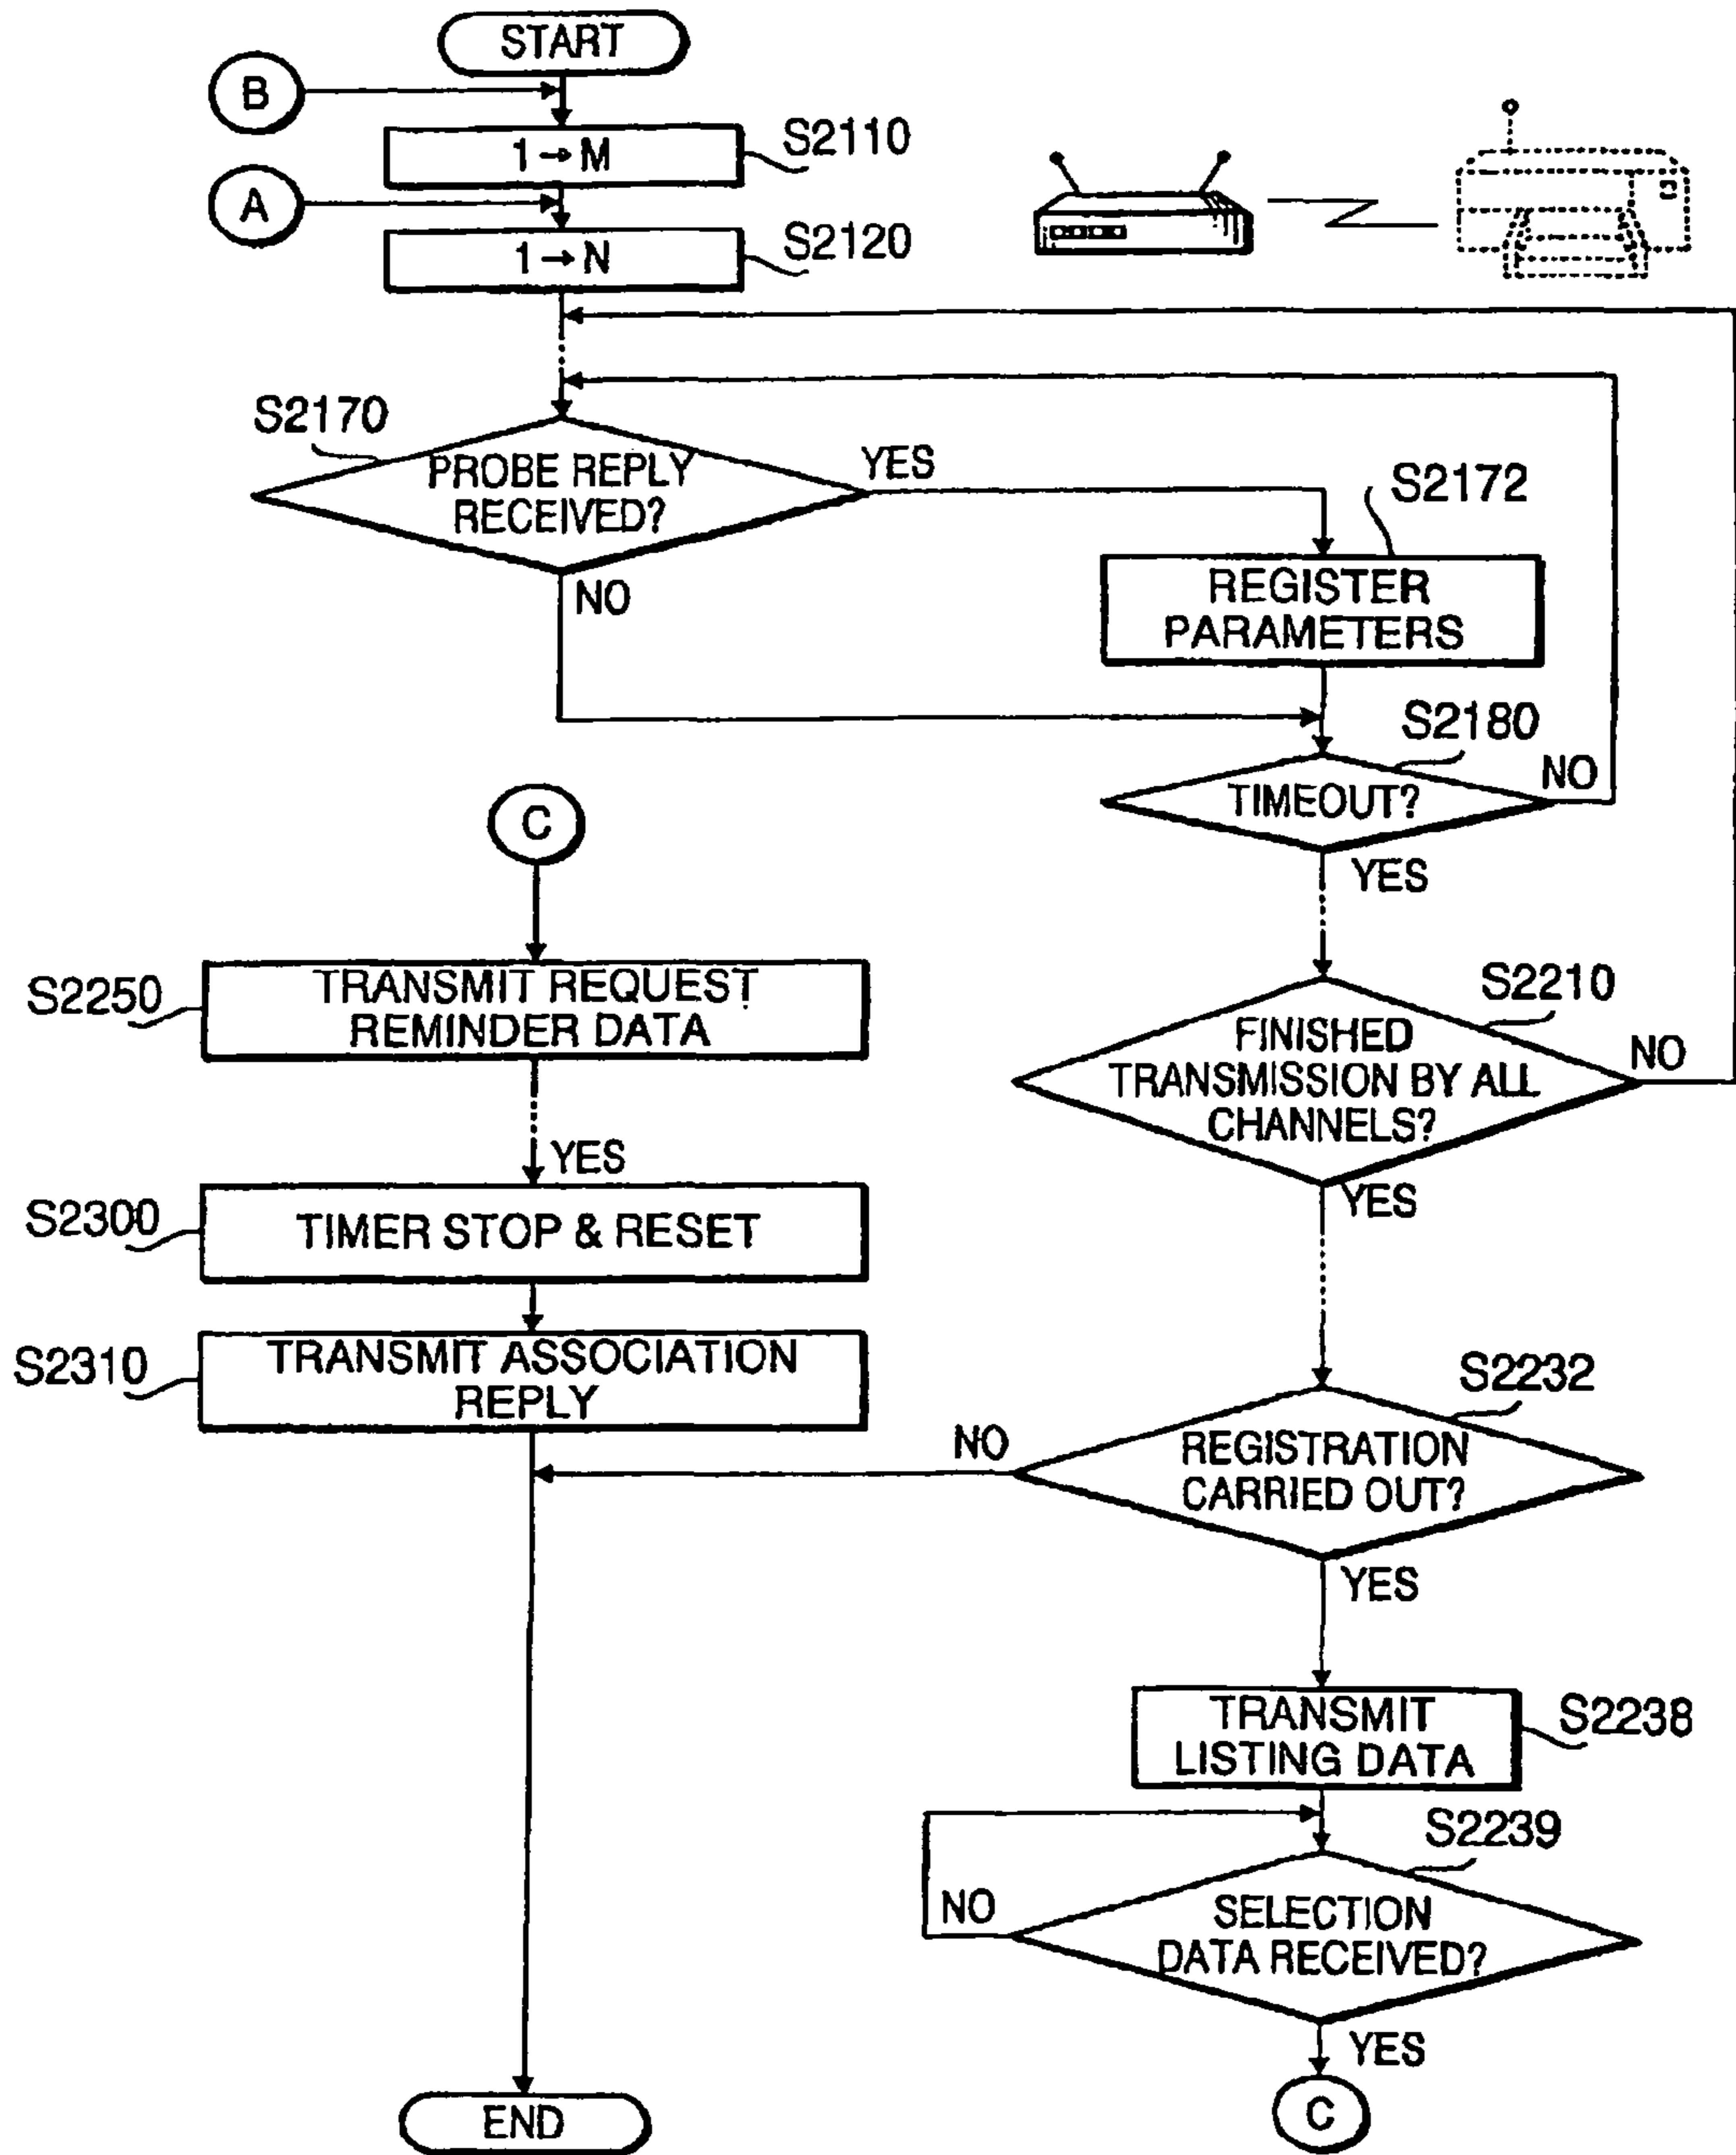 START
B
1→M
S2110
A
1→N
S2120
S2170
PROBE REPLY
RECEIVED?
YES
NO
S2172
REGISTER
PARAMETERS
S2180
TIMEOUT?
NO
YES
C
S2250
TRANSMIT REQUEST
REMINDER DATA
YES
S2300
TIMER STOP & RESET
S2310
TRANSMIT ASSOCIATION
REPLY
S2210
FINISHED
TRANSMISSION BY ALL
CHANNELS?
NO
YES
S2232
REGISTRATION
CARRIED OUT?
NO
YES
TRANSMIT
LISTING DATA
S2238
S2239
SELECTION
DATA RECEIVED?
NO
YES
C
END